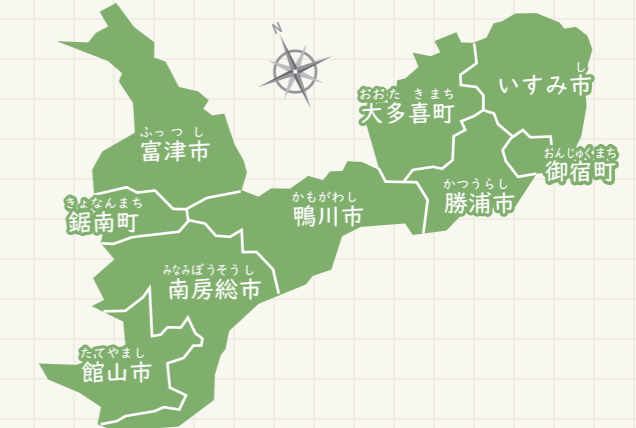 N
いすみ市
し
大多喜町
おおたきまち
富津市
ふっつし
御宿町
おんじゅくまち
勝浦市
かつうらし
鴨川市
かもがわし
鋸南町
きょなんまち
南房総市
みなみぼうそうし
館山市
たてやまし